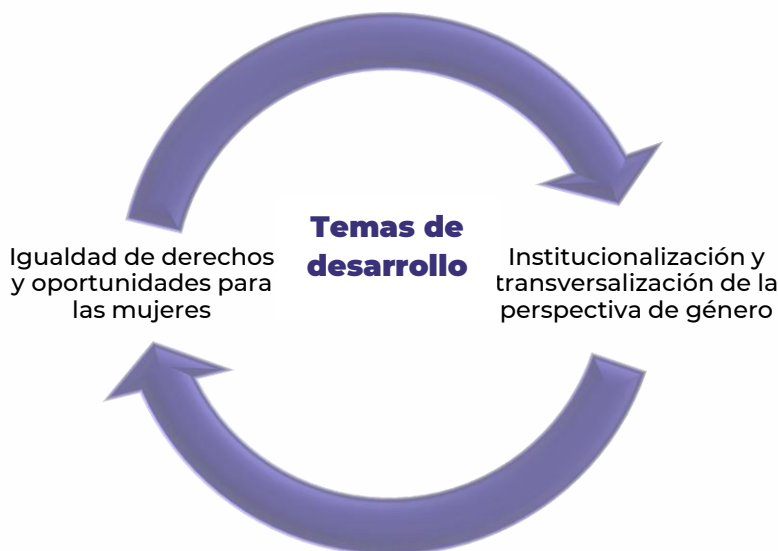 Temas de
desarrollo
Igualdad de derechos
y oportunidades para
las mujeres
Institucionalización y
transversalización de la
perspectiva de género